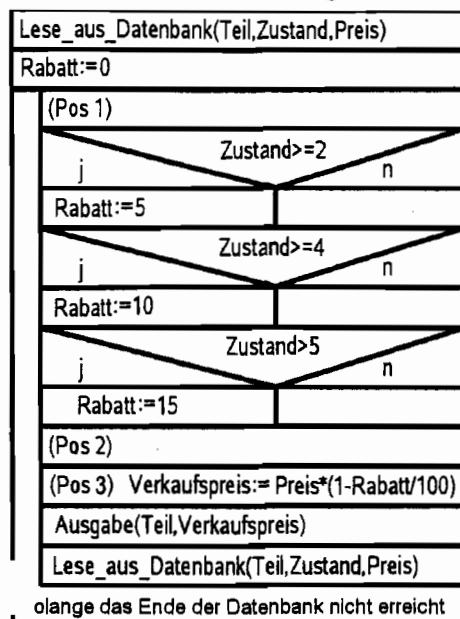 Lese_aus_Datenbank(Teil,Zustand,Preis)
Rabatt:=0
(Pos 1)
Zustand>=2
j n
Rabatt:=5
Zustand>=4
j n
Rabatt:=10
Zustand>5
j n
Rabatt:=15
(Pos 2)
(Pos 3) Verkaufspreis:= Preis*(1-Rabatt/100)
Ausgabe(Teil,Verkaufspreis)
Lese_aus_Datenbank(Teil,Zustand,Preis)
olange das Ende der Datenbank nicht erreicht